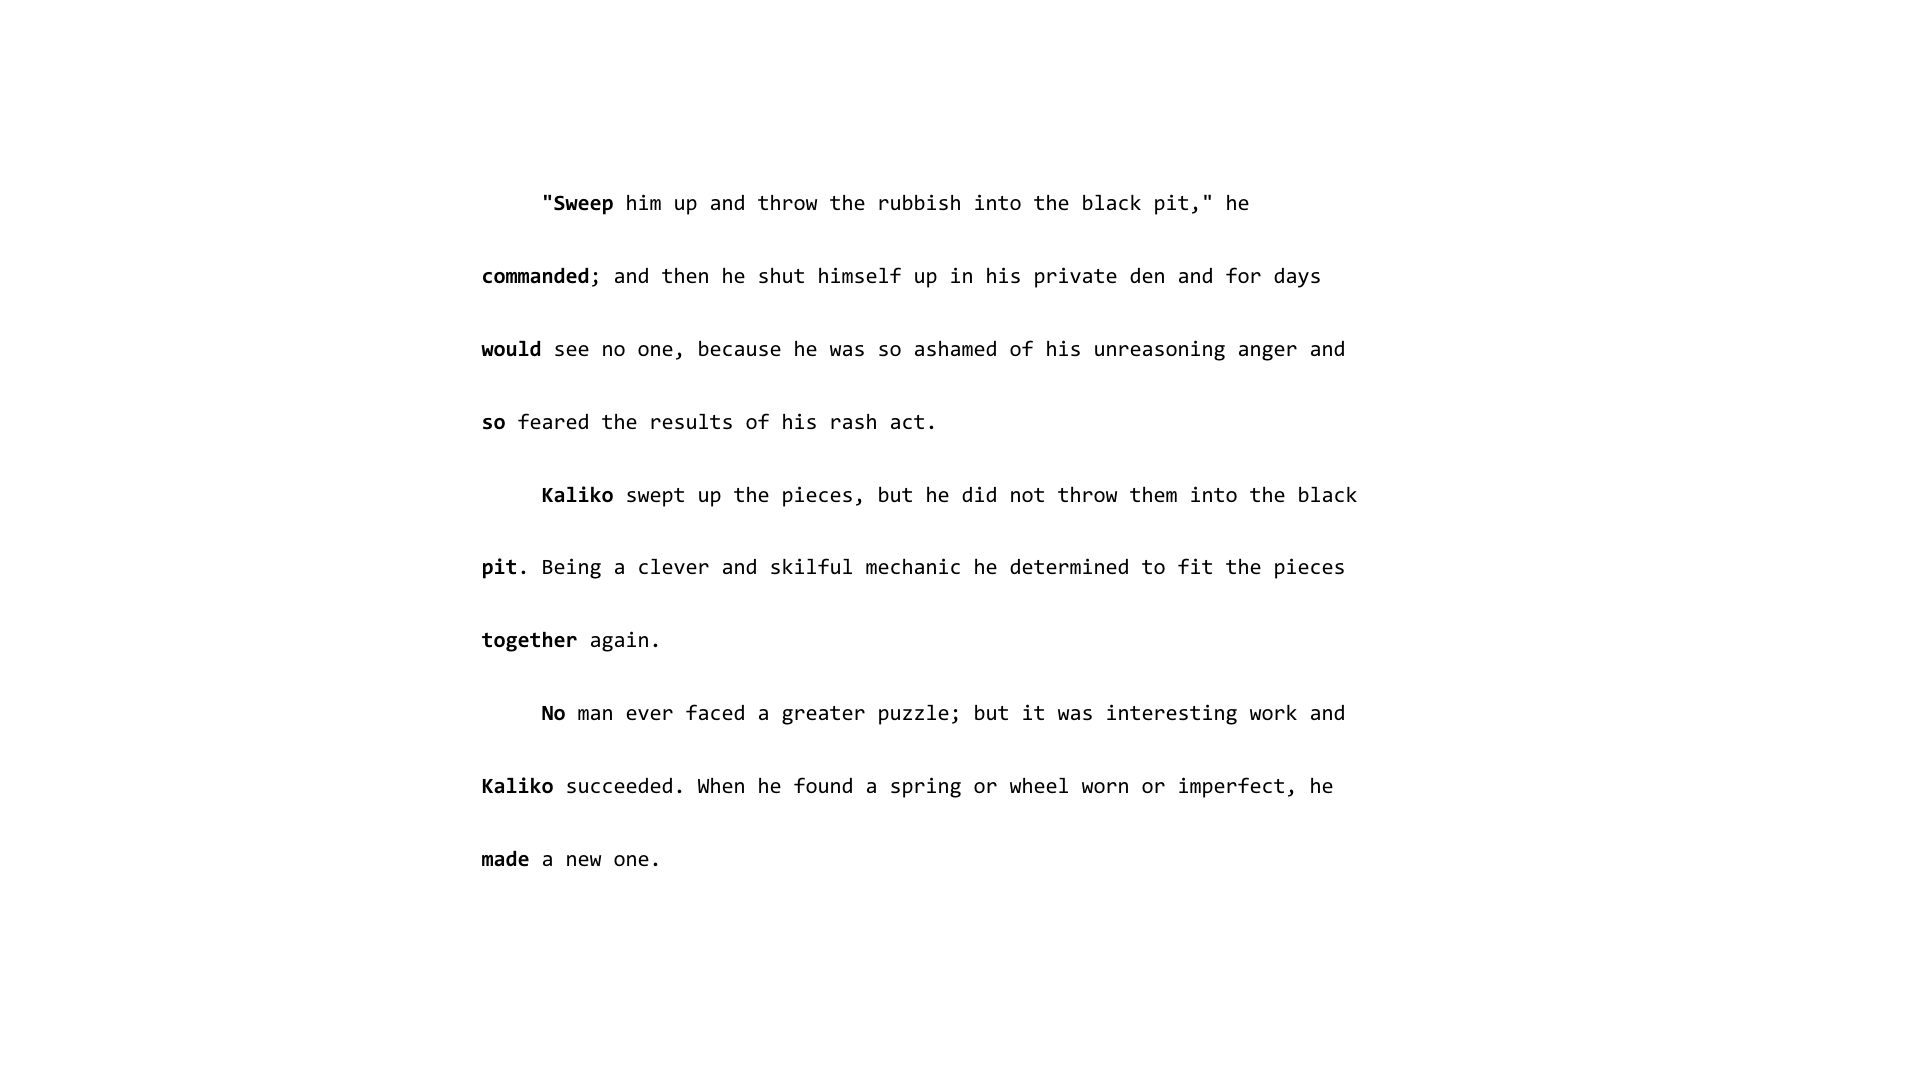 "Sweep him up and throw the rubbish into the black pit," he
commanded; and then he shut himself up in his private den and for days
would see no one, because he was so ashamed of his unreasoning anger and
so feared the results of his rash act.
Kaliko swept up the pieces, but he did not throw them into the black
pit. Being a clever and skilful mechanic he determined to fit the pieces
together again.
No man ever faced a greater puzzle; but it was interesting work and
Kaliko succeeded. When he found a spring or wheel worn or imperfect, he
made a new one.